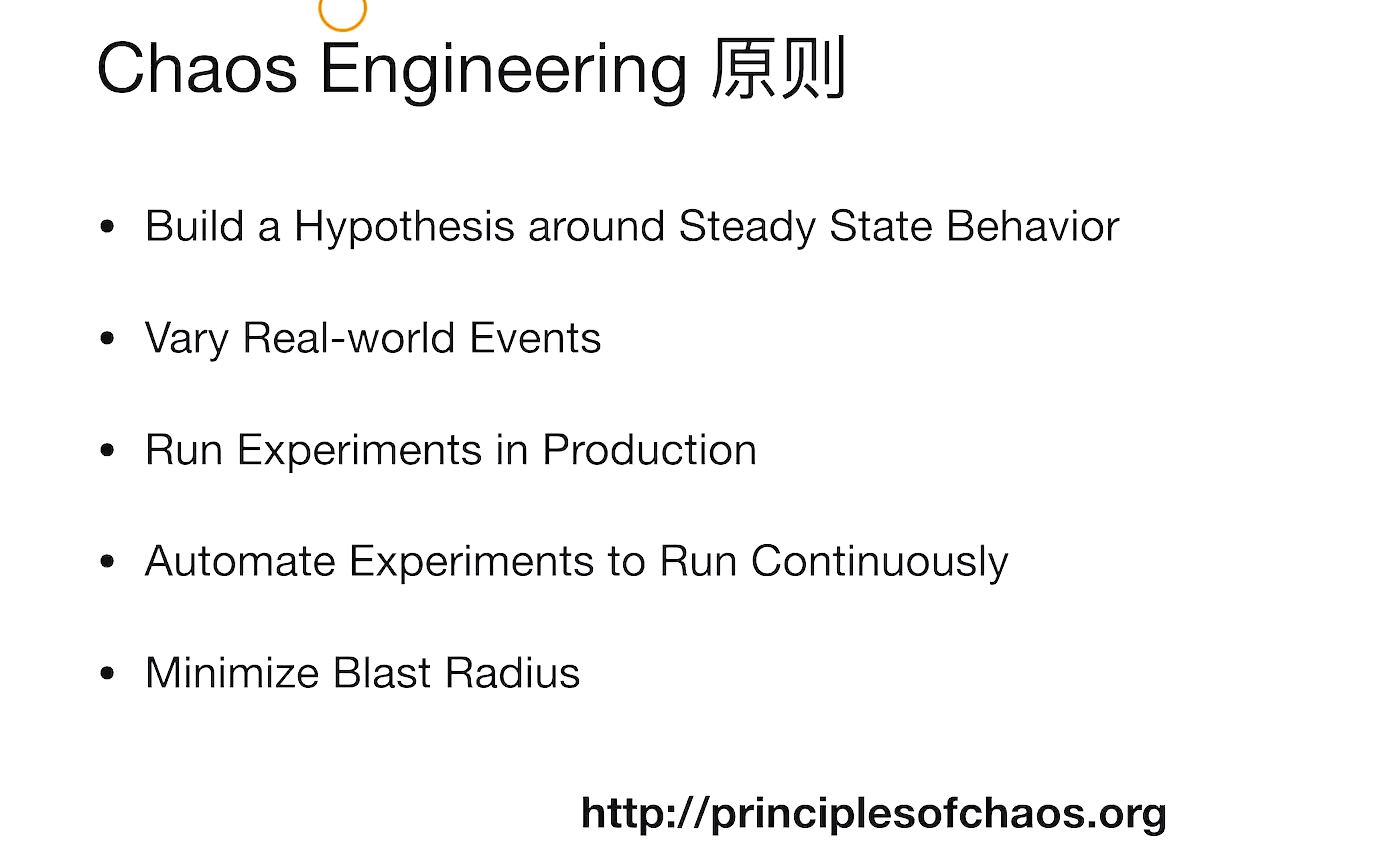 Chaos Engineering 原则
• Build a Hypothesis around Steady State Behavior
• Vary Real-world Events
• Run Experiments in Production
• Automate Experiments to Run Continuously
• Minimize Blast Radius
http://principlesofchaos.org